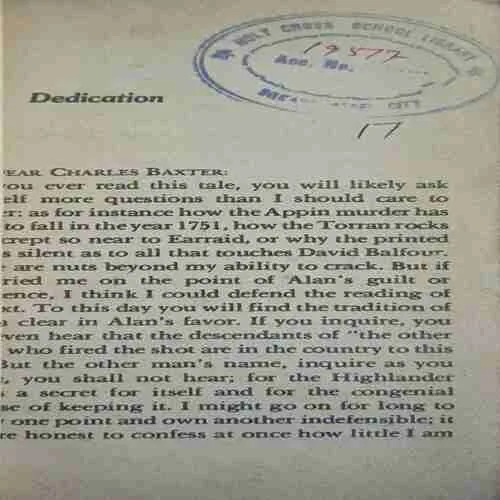 HOLY CROSS SCHOOL LIBRARY
Acc. No. 19577
CITY
17
Dedication
EAR CHARLES BAXTER:
ou ever read this tale, you will likely ask
elf more questions than I should care to
er: as for instance how the Appin murder has
to fall in the year 1751, how the Torran rocks
crept so near to Earraid, or why the printed
s silent as to all that touches David Balfour.
are nuts beyond my ability to crack. But if
ried me on the point of Alan's guilt or
ence, I think I could defend the reading of
xt. To this day you will find the tradition of
clear in Alan's favor. If you inquire, you
ven hear that the descendants of "the other
who fired the shot are in the country to this
But the other man's name, inquire as you
, you shall not hear; for the Highlander
a secret for itself and for the congenial
se of keeping it. I might go on for long to
one point and own another indefensible; it
re honest to confess at once how little I am